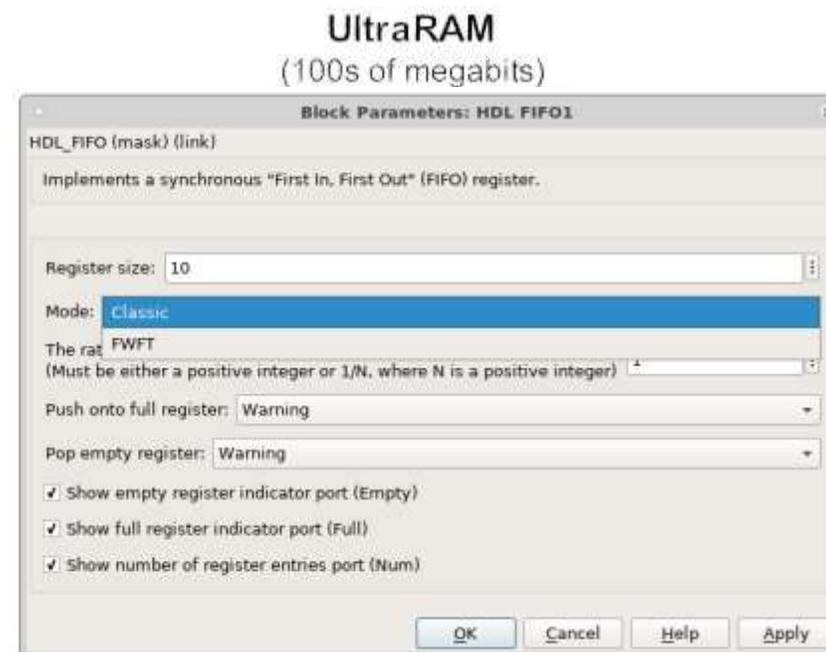 UltraRAM
(100s of megabits)
Block Parameters: HDL FIFO1
HDL_FIFO (mask) (link)
Implements a synchronous "First In, First Out" (FIFO) register.
Register size: 10
Mode: Classic
FWFT
The
(Must be either a positive integer or 1/N, where N is a positive integer) 1
Push onto full register: Warning
Pop empty register: Warning
Show empty register indicator port (Empty)
Show full register indicator port (Full)
Show number of register entries port (Num)
OK Cancel Help Apply